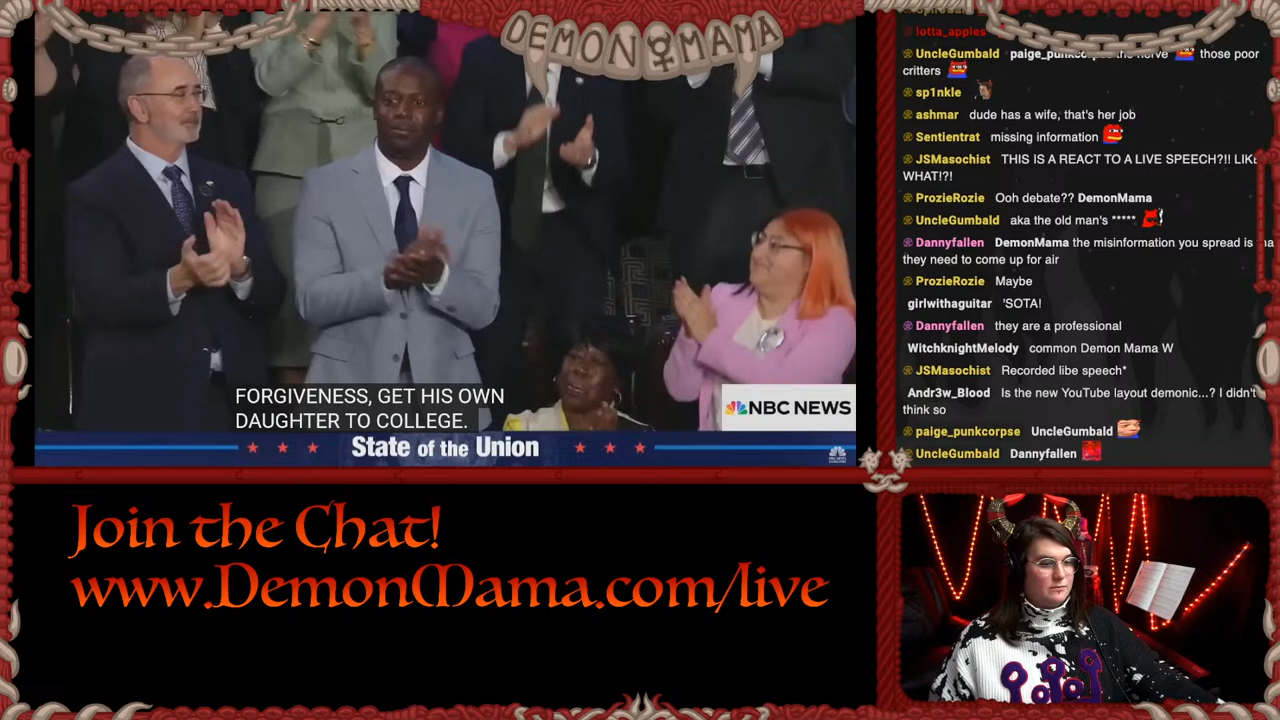 DEMON MAMA
FORGIVENESS, GET HIS OWN
DAUGHTER TO COLLEGE.
NBC NEWS
State of the Union
lotta_apples
UncleGumbald nerve those poor
critters
sp1nkle
ashmar dude has a wife, that's her job
Sentientrat missing information
JSMasochist THIS IS A REACT TO A LIVE SPEECH?!! LIKE
WHAT!?!
ProzieRozie Ooh debate?? DemonMama
UncleGumbald aka the old man's *****
Dannyfallen DemonMama the misinformation you spread is
they need to come up for air
ProzieRozie Maybe
girlwithaguitar 'SOTA!
Dannyfallen they are a professional
WitchknightMelody common Demon Mama W
JSMasochist Recorded libe speech*
Andr3w_Blood Is the new YouTube layout demonic...? I didn't
think so
paige_punkcorpse UncleGumbald
UncleGumbald Dannyfallen
Join the Chat!
www.DemonMama.com/live